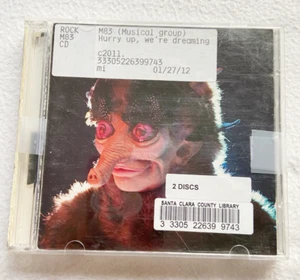 ROCK M83 (Musical group)
M83 Hurry up, we're dreaming
CD
c2011.
33305226399743
mi 01/27/12
2 DISCS
SANTA CLARA COUNTY LIBRARY
3 3305 22639 9743